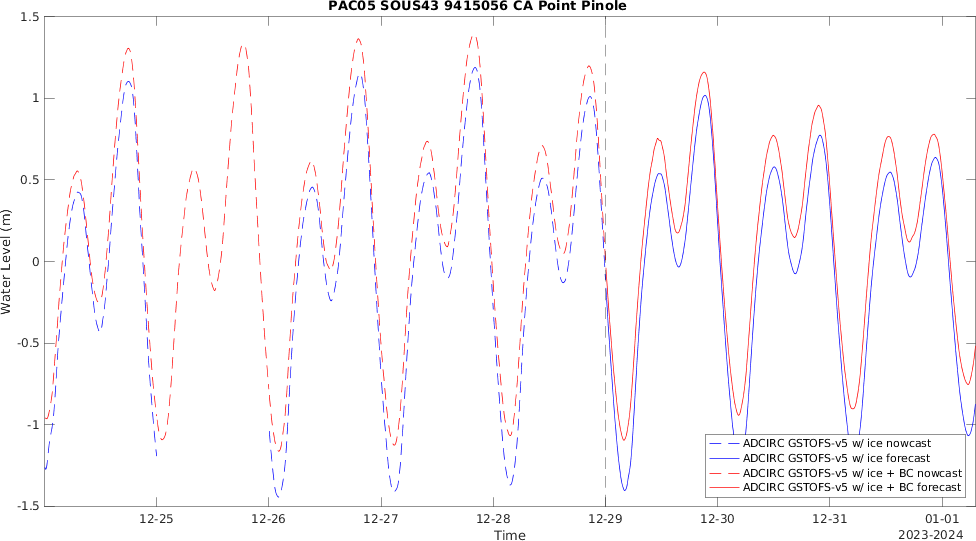 PAC05 SOUS43 9415056 CA Point Pinole
1.5
1
0.5
0
-0.5
-1
-1.5
Water Level (m)
12-25
12-26
12-27
12-28
12-29
12-30
12-31
01-01
Time
2023-2024
ADCIRC GSTOFS-v5 w/ ice nowcast
ADCIRC GSTOFS-v5 w/ ice forecast
ADCIRC GSTOFS-v5 w/ ice + BC nowcast
ADCIRC GSTOFS-v5 w/ ice + BC forecast